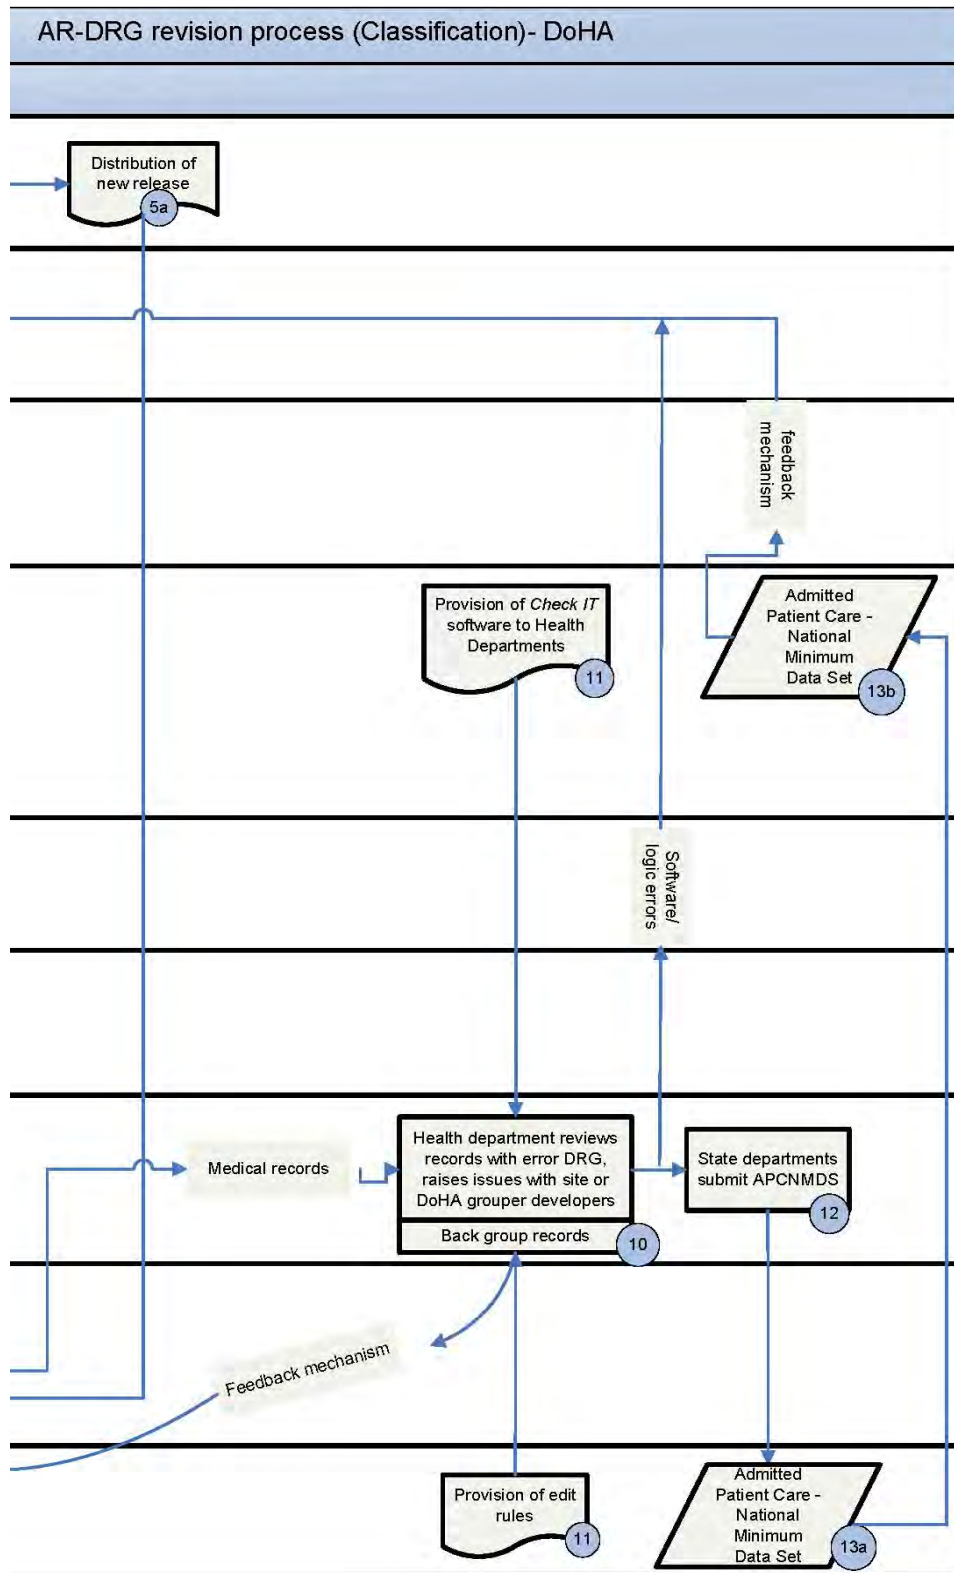 AR-DRG revision process (Classification)- DoHA
Distribution of
new release
5a
feedback
mechanism
Provision of Check IT
software to Health
Departments
11
Admitted
Patient Care -
National
Minimum
Data Set
13b
Software/
logic errors
Medical records
Health department reviews
records with error DRG,
raises issues with site or
DoHA grouper developers
Back group records
10
State departments
submit APCNMDS
12
Feedback mechanism
Provision of edit
rules
11
Admitted
Patient Care -
National
Minimum
Data Set
13a